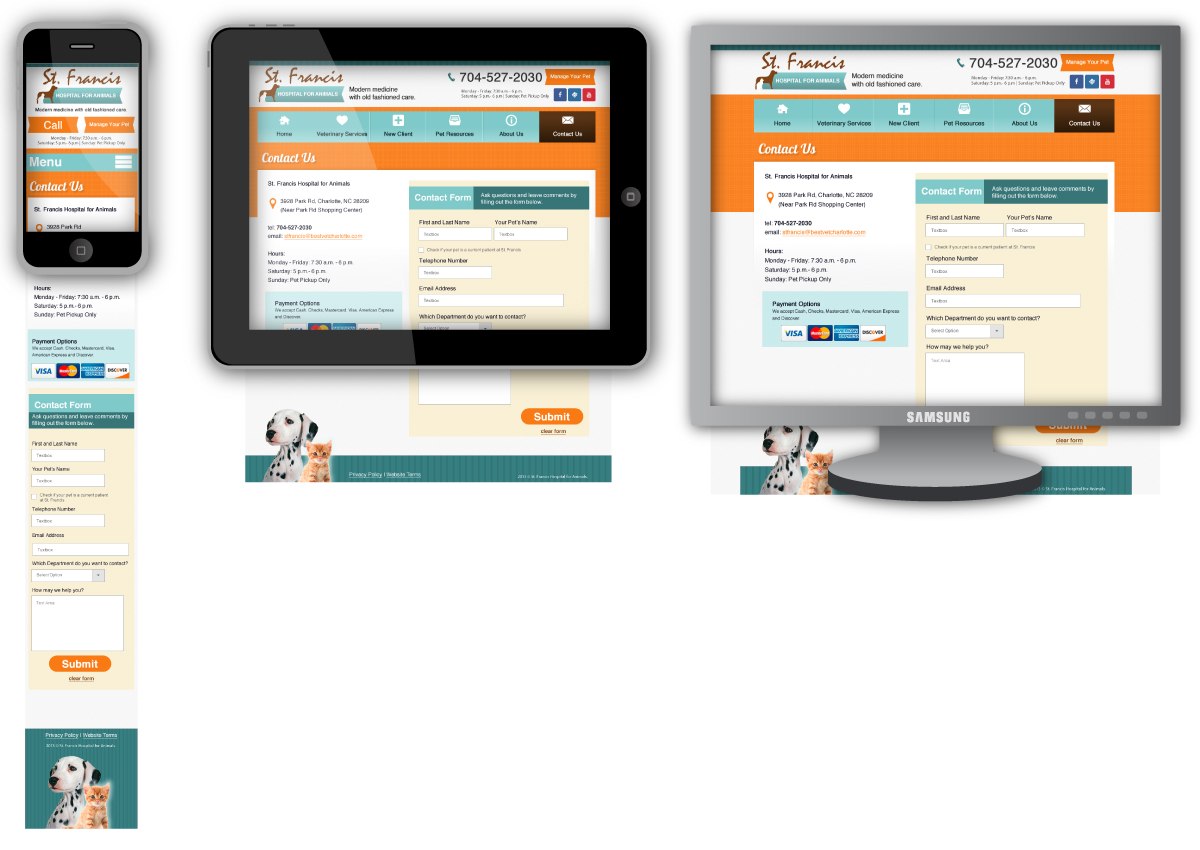 St. Francis
HOSPITAL FOR ANIMALS
Modern medicine with old fashioned care.
Call
Manage Your Pet
Monday - Friday: 7:30 a.m. - 6 p.m.
Saturday: 5 p.m.- 6 p.m | Sunday: Pet Pickup Only
Menu
Contact Us
St. Francis Hospital for Animals
3928 Park Rd
Hours:
Monday - Friday: 7:30 a.m. - 6 p.m.
Saturday: 5 p.m.- 6 p.m.
Sunday: Pet Pickup Only
Payment Options
We accept Cash, Checks, Mastercard, Visa,
American Express and Discover
VISA
MasterCard
AMERICAN EXPRESS
DISCOVER
Contact Form
Ask questions and leave comments by
filling out the form below.
First and Last Name
Textbox
Your Pet's Name
Textbox
Check if your pet is a current patient
at St. Francis
Telephone Number
Textbox
Email Address
Textbox
Which Department do you want to contact?
Select Option
How may we help you?
Text Area
Submit
clear form
Privacy Policy | Website Terms
2015 © St. Francis Hospital for Animals
St. Francis
HOSPITAL FOR ANIMALS
Modern medicine
with old fashioned care.
704-527-2030
Manage Your Pet
Monday - Friday: 7:30 a.m. - 6 p.m.
Saturday: 5 p.m.- 6 p.m | Sunday: Pet Pickup Only
Home
Veterinary Services
New Client
Pet Resources
About Us
Contact Us
Contact Us
St. Francis Hospital for Animals
3928 Park Rd, Charlotte, NC 28209
(Near Park Rd Shopping Center)
tel: 704-527-2030
email: stfrancis@bestvetcharlotte.com
Hours:
Monday - Friday: 7:30 a.m. - 6 p.m.
Saturday: 5 p.m.- 6 p.m.
Sunday: Pet Pickup Only
Payment Options
We accept Cash, Checks, Mastercard, Visa, American Express
and Discover.
Contact Form
Ask questions and leave comments by
filling out the form below.
First and Last Name
Your Pet's Name
Textbox
Textbox
Check if your pet is a current patient at St. Francis
Telephone Number
Textbox
Email Address
Textbox
Which Department do you want to contact?
Select Option
Submit
clear form
Privacy Policy | Website Terms
2015 © St. Francis Hospital for Animals
St. Francis
HOSPITAL FOR ANIMALS
Modern medicine
with old fashioned care.
704-527-2030
Manage Your Pet
Monday - Friday: 7:30 a.m. - 6 p.m.
Saturday: 5 p.m.- 6 p.m | Sunday: Pet Pickup Only
Home
Veterinary Services
New Client
Pet Resources
About Us
Contact Us
Contact Us
St. Francis Hospital for Animals
3928 Park Rd, Charlotte, NC 28209
(Near Park Rd Shopping Center)
tel: 704-527-2030
email: stfrancis@bestvetcharlotte.com
Hours:
Monday - Friday: 7:30 a.m. - 6 p.m.
Saturday: 5 p.m.- 6 p.m.
Sunday: Pet Pickup Only
Payment Options
We accept Cash, Checks, Mastercard, Visa, American Express
and Discover
VISA
MasterCard
AMERICAN EXPRESS
DISCOVER
Contact Form
Ask questions and leave comments by
filling out the form below.
First and Last Name
Your Pet's Name
Textbox
Textbox
Check if your pet is a current patient at St. Francis
Telephone Number
Textbox
Email Address
Textbox
Which Department do you want to contact?
Select Option
How may we help you?
Text Area
SAMSUNG
Submit
clear form
© St. Francis Hospital for Animals